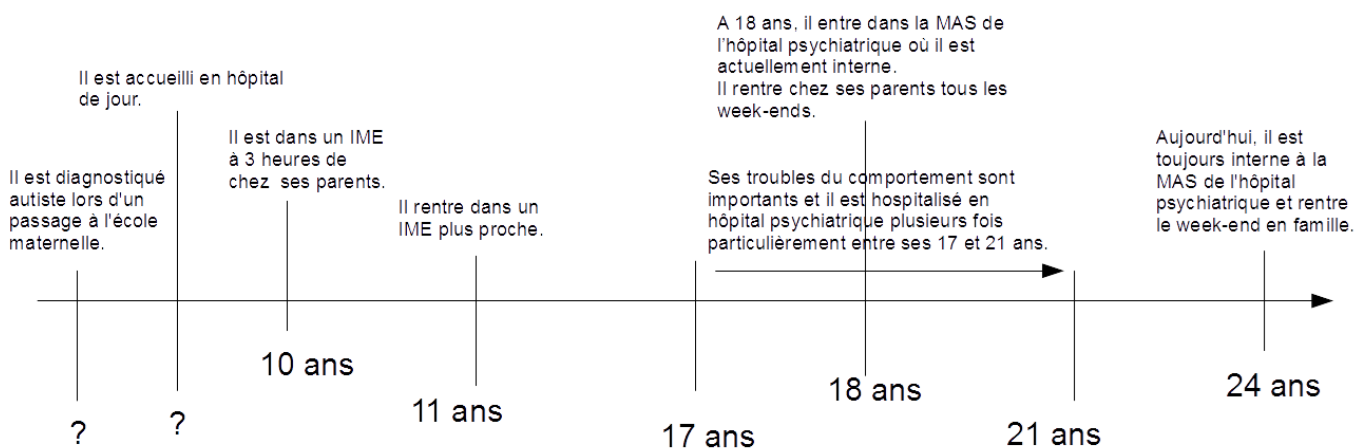 Il est diagnostiqué
autiste lors d'un
passage à l'école
maternelle.
Il est accueilli en hôpital
de jour.
Il est dans un IME
à 3 heures de
chez ses parents.
Il rentre dans un
IME plus proche.
A 18 ans, il entre dans la MAS de
l'hôpital psychiatrique où il est
actuellement interne.
Il rentre chez ses parents tous les
week-ends.
Ses troubles du comportement sont
importants et il est hospitalisé en
hôpital psychiatrique plusieurs fois
particulièrement entre ses 17 et 21 ans.
Aujourd'hui, il est
toujours interne à la
MAS de l'hôpital
psychiatrique et rentre
le week-end en famille.
?
?
10 ans
11 ans
17 ans
18 ans
21 ans
24 ans